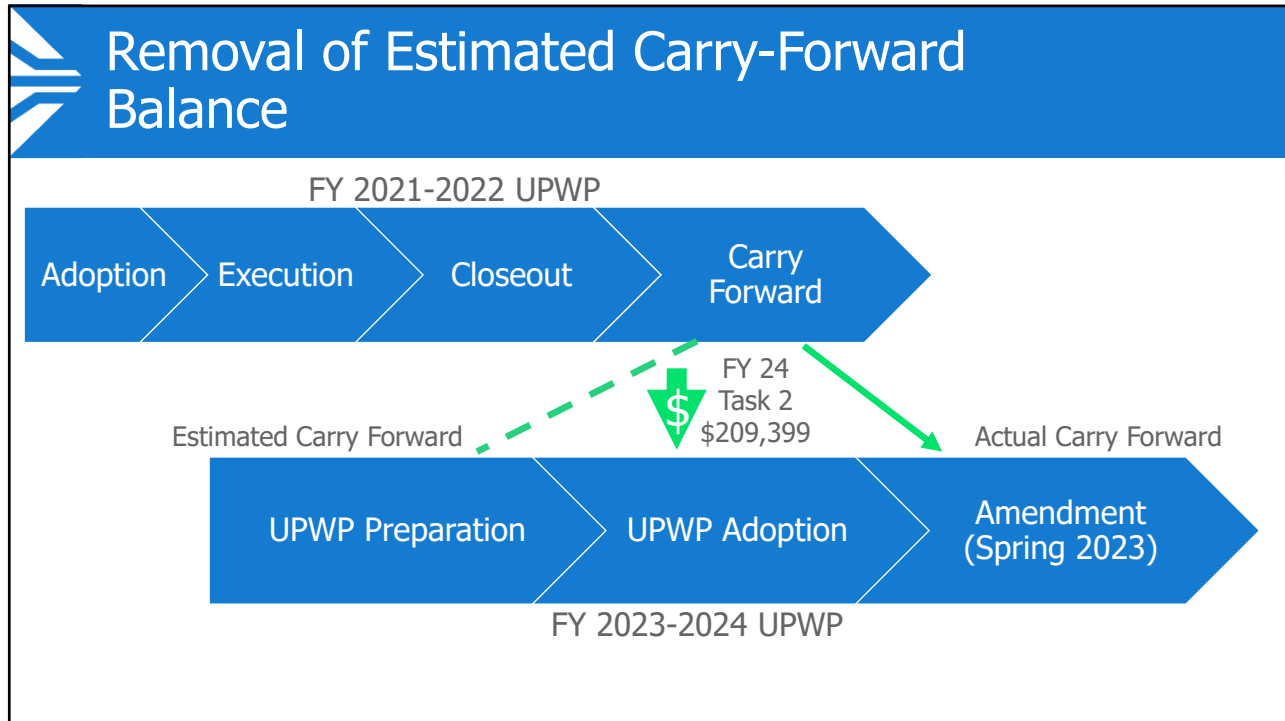 Removal of Estimated Carry-Forward
Balance
FY 2021-2022 UPWP
Adoption
Execution
Closeout
Carry
Forward
$
FY 24
Task 2
$209,399
Estimated Carry Forward
Actual Carry Forward
UPWP Preparation
UPWP Adoption
Amendment
(Spring 2023)
FY 2023-2024 UPWP